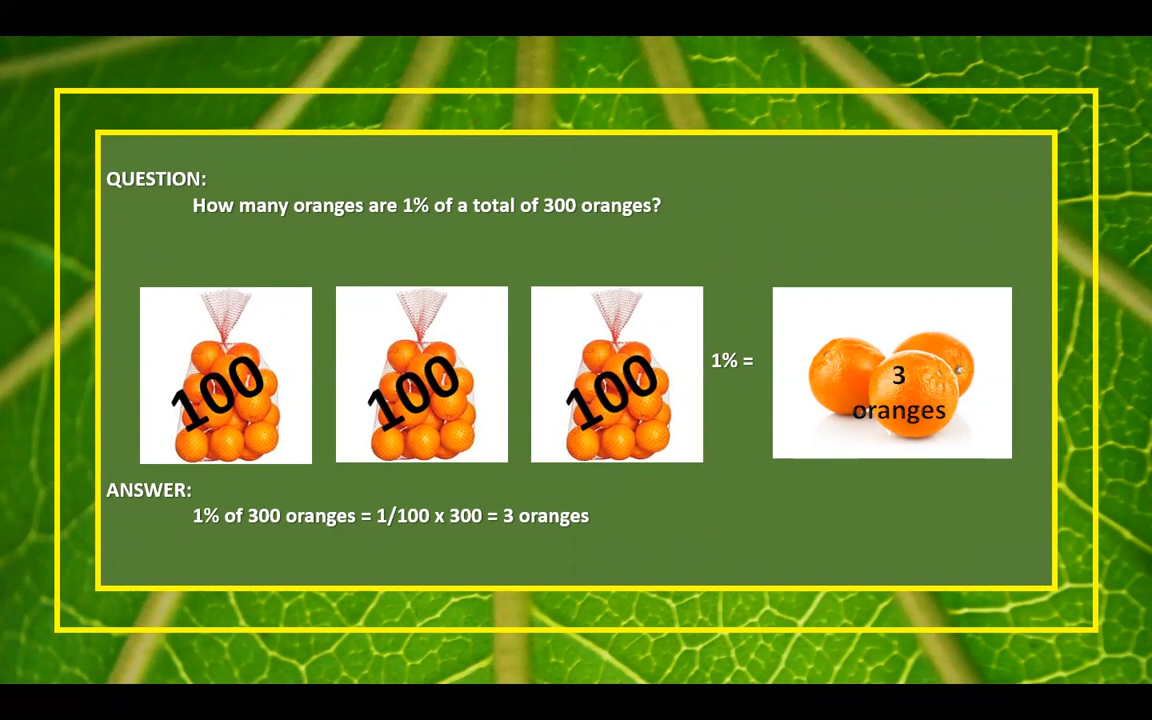 QUESTION:
How many oranges are 1% of a total of 300 oranges?
100
100
100
1% =
3
oranges
ANSWER:
1% of 300 oranges = 1/100 x 300 = 3 oranges